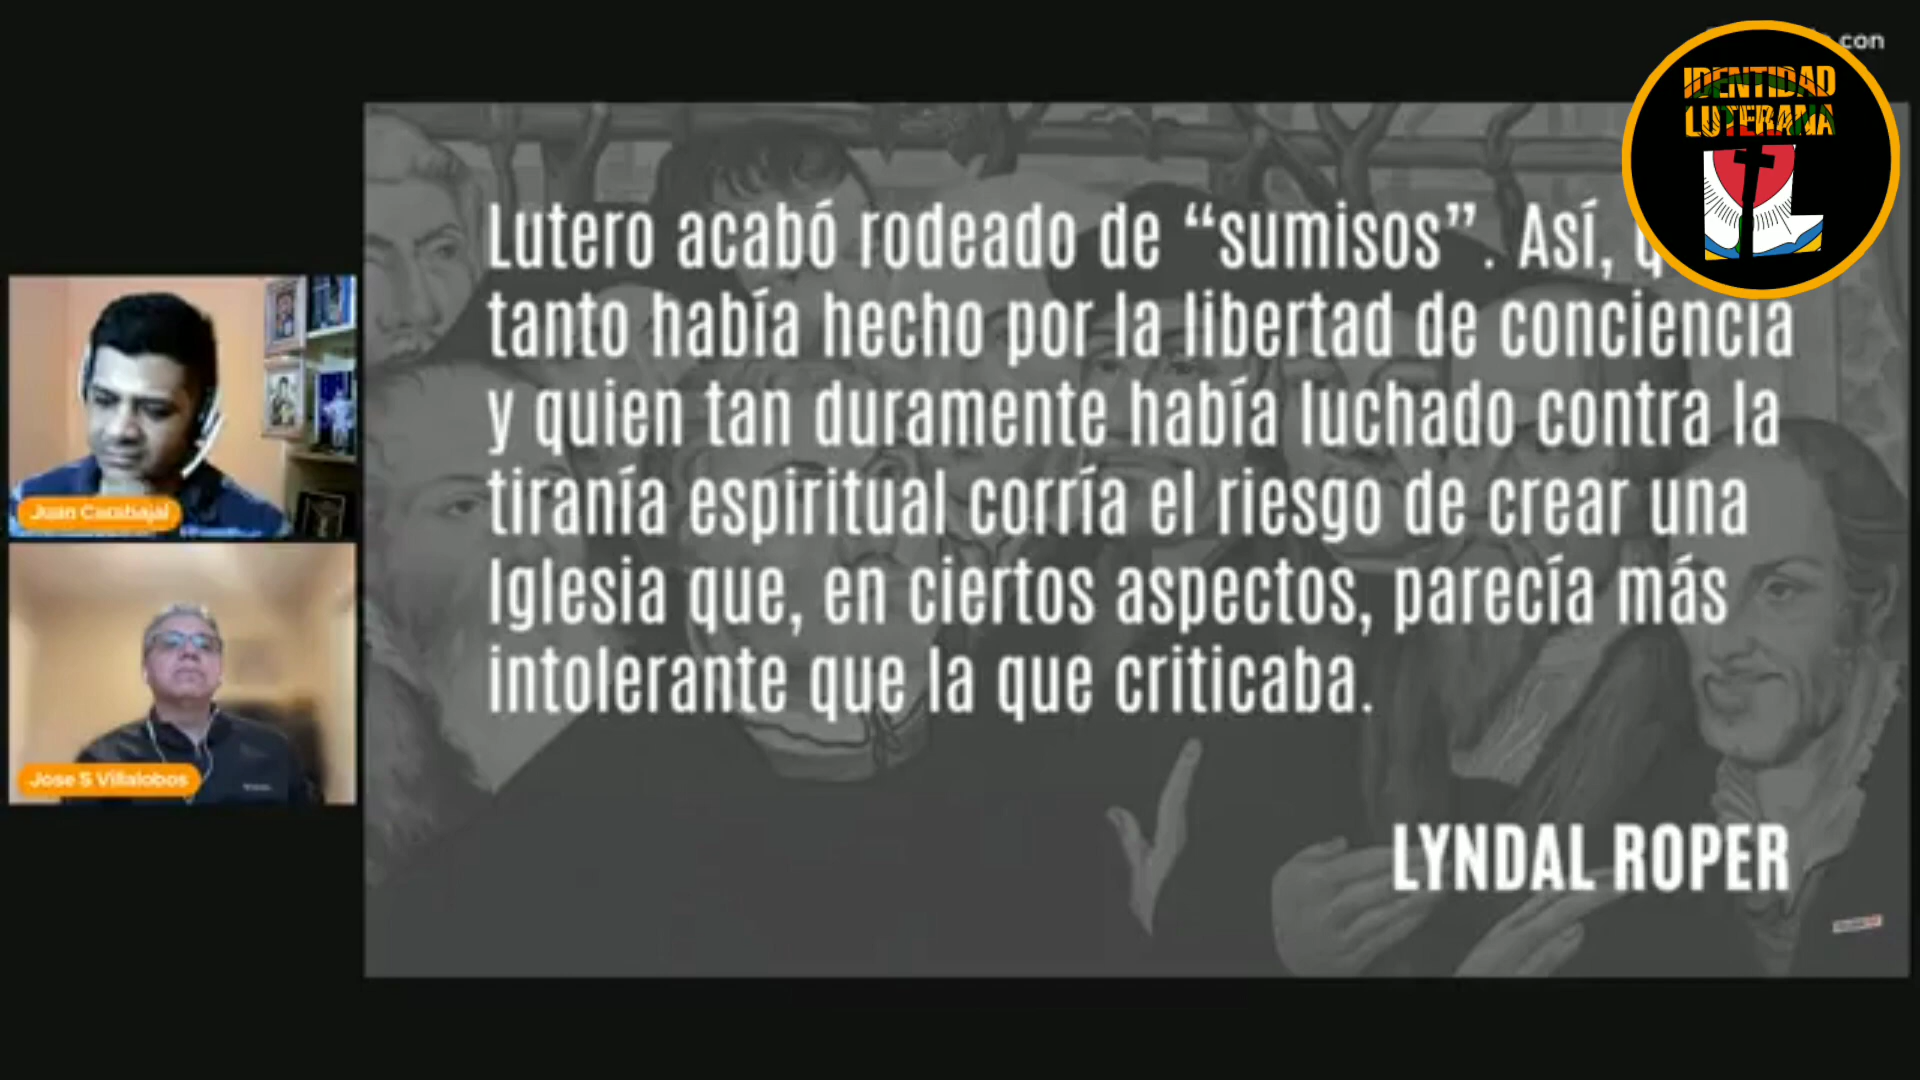 con
IDENTIDAD
LUTERANA
Lutero acabó rodeado de “sumisos”. Así,
tanto había hecho por la libertad de conciencia
y quien tan duramente había luchado contra la
tiranía espiritual corría el riesgo de crear una
Iglesia que, en ciertos aspectos, parecía más
intolerante que la que criticaba.
LYNDAL ROPER
Juan Carabajal
Jose S Villalobos